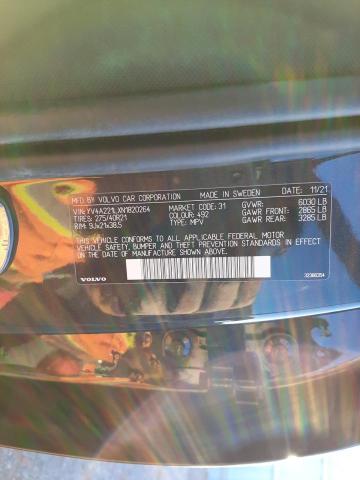 MFD BY VOLVO CAR CORPORATION MADE IN SWEDEN DATE: 11/21
VIN: YV4A221LXN1820264 MARKET CODE: 31 GVWR: 6030 LB
TIRES: 275/40R21 COLOUR: 492 GAWR FRONT: 2865 LB
RIM: 9Jx21x38.5 TYPE: MPV GAWR REAR: 3285 LB
THIS VEHICLE CONFORMS TO ALL APPLICABLE FEDERAL MOTOR
VEHICLE SAFETY AND THEFT PREVENTION STANDARDS IN EFFECT ON
THE DATE OF MANUFACTURE SHOWN ABOVE
VOLVO